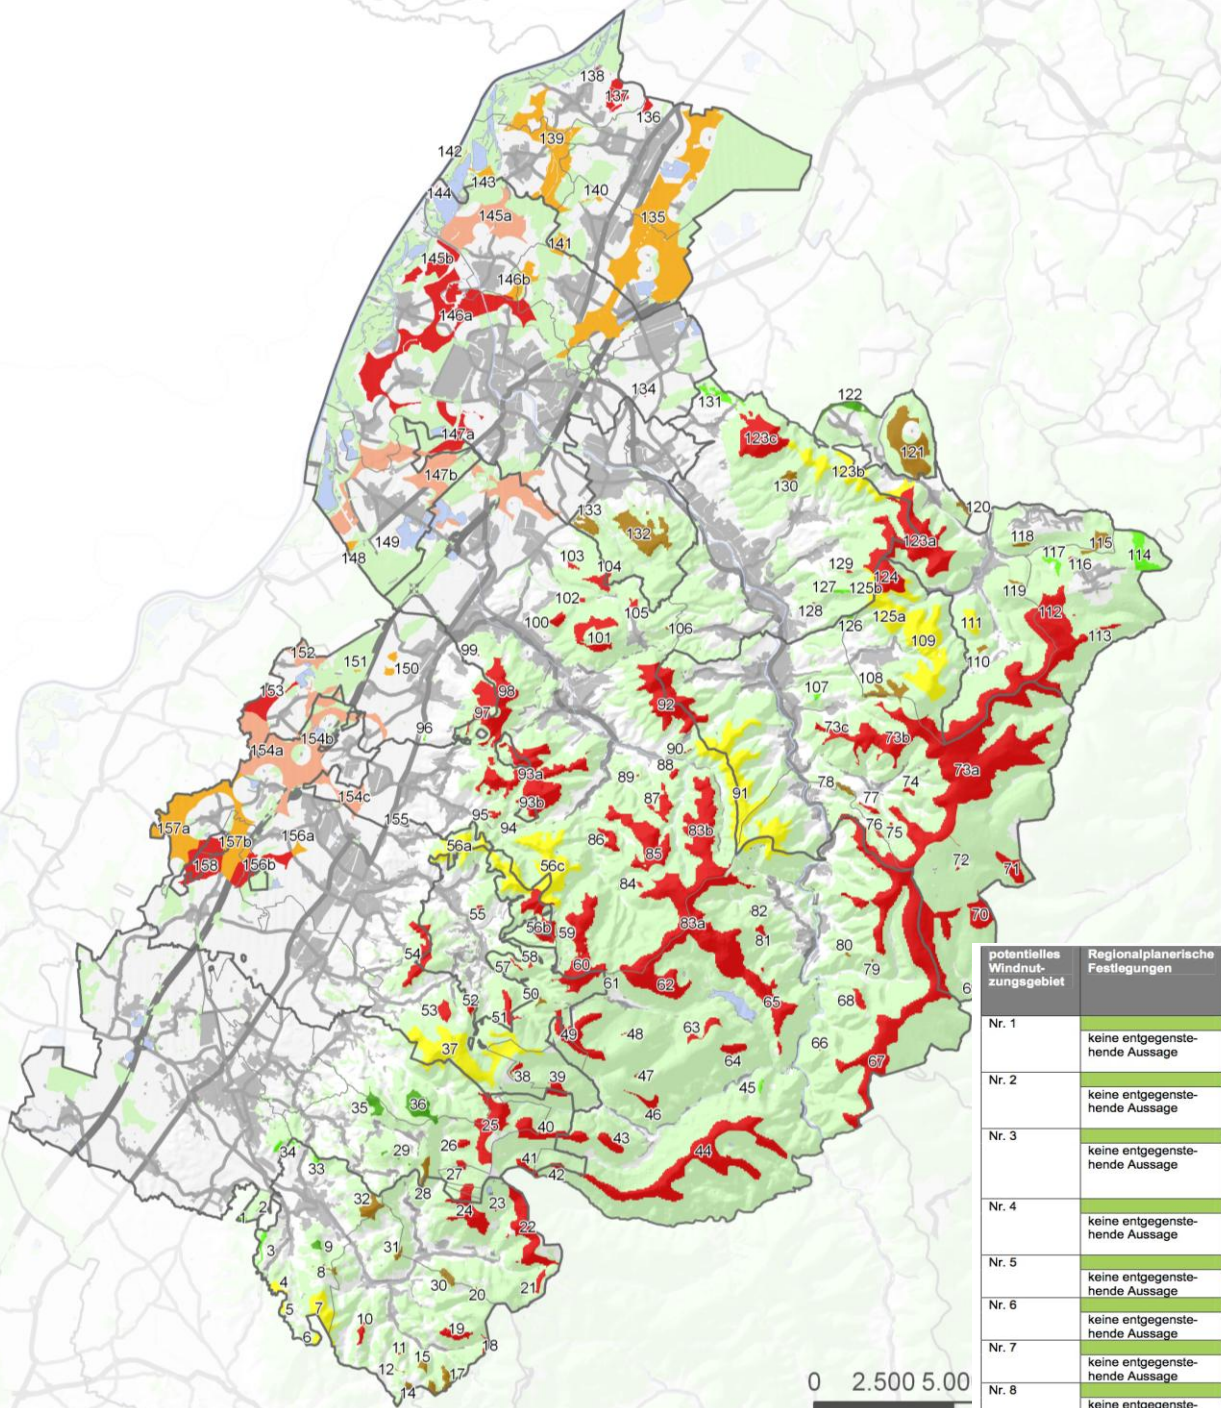 138
137
136
139
142
143
140
144
145a
135
141
145b
146b
146a
134
131
122
147a
123c
121
147b
123b
130
120
133
132
149
123a
118
115
114
148
103
117
116
129
104
124
119
127
125b
102
105
112
128
100
125a
101
106
126
111
109
113
99
152
151
150
110
108
153
98
107
92
97
96
73c
73b
154b
154a
90
93a
88
73a
89
91
78
74
154c
93b
87
77
95
157a
155
94
83b
76
75
156a
157b
86
56a
85
158
156b
56c
72
71
84
55
82
70
56b
59
83a
81
54
58
80
57
60
79
61
62
potentielles Regionalplanerische
Windnut- Festlegungen
zungsgebiet
6
50
65
68
53
52
51
49
63
48
66
37
64
67
Nr. 1
keine entgegenste-
hende Aussage
38
39
47
45
Nr. 2
keine entgegenste-
hende Aussage
35
36
46
25
40
43
Nr. 3
keine entgegenste-
hende Aussage
34
29
26
44
33
41
27
42
28
32
23
Nr. 4
keine entgegenste-
hende Aussage
2
1
24
22
9
3
31
8
Nr. 5
keine entgegenste-
hende Aussage
4
30
21
20
5
7
Nr. 6
keine entgegenste-
hende Aussage
10
19
6
18
11
Nr. 7
keine entgegenste-
hende Aussage
15
12
17
14
0 2.500 5.00
Nr. 8
keine entgegenste-